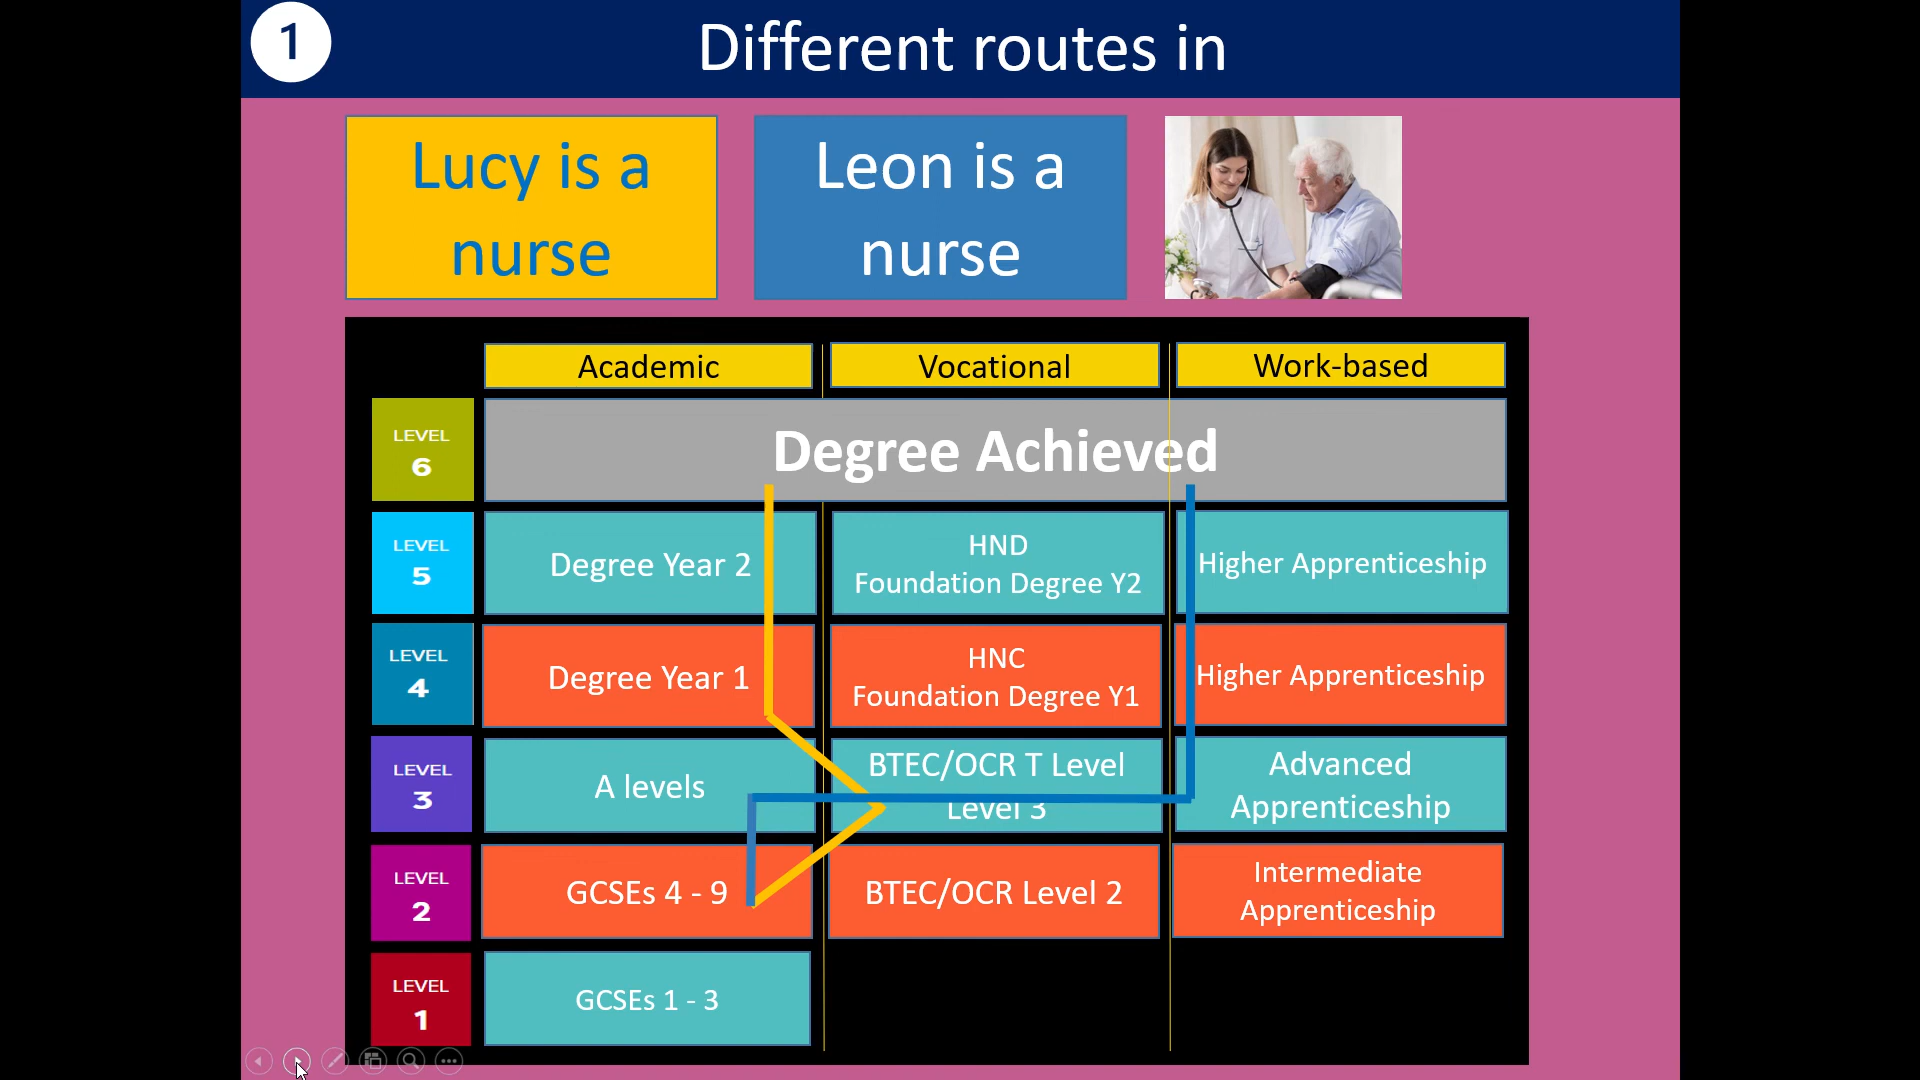 1
Different routes in
Lucy is a
nurse
Leon is a
nurse
Academic
Vocational
Work-based
LEVEL
6
Degree Achieved
LEVEL
5
Degree Year 2
HND
Foundation Degree Y2
Higher Apprenticeship
LEVEL
4
Degree Year 1
HNC
Foundation Degree Y1
Higher Apprenticeship
LEVEL
3
A levels
BTEC/OCR T Level
Level 3
Advanced
Apprenticeship
LEVEL
2
GCSEs 4 - 9
BTEC/OCR Level 2
Intermediate
Apprenticeship
LEVEL
1
GCSEs 1 - 3